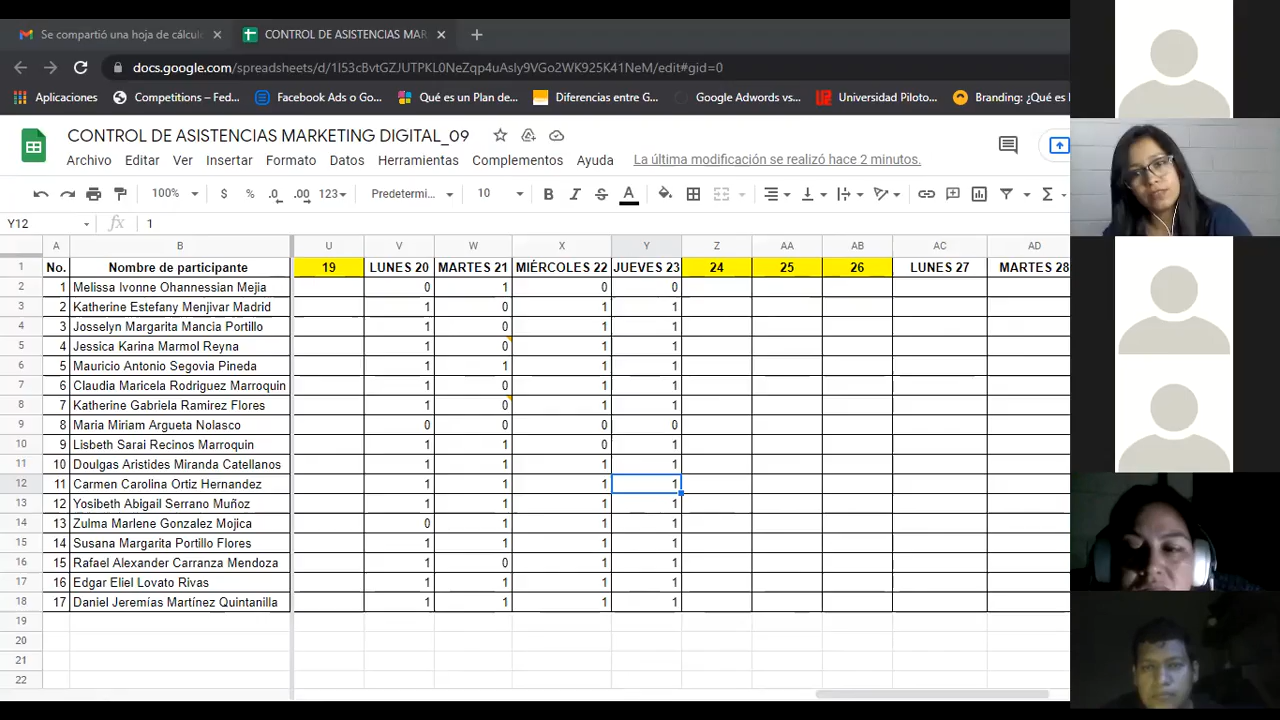 Se compartió una hoja de cálcu
CONTROL DE ASISTENCIAS MAR
docs.google.com/spreadsheets/d/1I53cBvtGZJUTPKL0NeZqp4uAsly9VGo2WK925K41NeM/edit#gid=0
Aplicaciones Competitions – Fed... Facebook Ads o Go... Qué es un Plan de... Diferencias entre G... Google Adwords vs... Universidad Piloto... Branding: ¿Qué es
CONTROL DE ASISTENCIAS MARKETING DIGITAL_09
Archivo Editar Ver Insertar Formato Datos Herramientas Complementos Ayuda La última modificación se realizó hace 2 minutos.
100% $ % .0 .00 123 Predetermi... 10 B I S A
Y12 fx 1
A B U V W X Y Z AA AB AC AD
1 No. Nombre de participante 19 LUNES 20 MARTES 21 MIÉRCOLES 22 JUEVES 23 24 25 26 LUNES 27 MARTES 28
2 1 Melissa Ivonne Ohannessian Mejia 0 1 0 0
3 2 Katherine Estefany Menjivar Madrid 1 0 1 1
4 3 Josselyn Margarita Mancia Portillo 1 0 1 1
5 4 Jessica Karina Marmol Reyna 1 0 1 1
6 5 Mauricio Antonio Segovia Pineda 1 1 1 1
7 6 Claudia Maricela Rodriguez Marroquin 1 0 1 1
8 7 Katherine Gabriela Ramirez Flores 1 0 1 1
9 8 Maria Miriam Argueta Nolasco 0 0 0 0
10 9 Lisbeth Sarai Recinos Marroquin 1 1 0 1
11 10 Doulgas Aristides Miranda Catellanos 1 1 1 1
12 11 Carmen Carolina Ortiz Hernandez 1 1 1 1
13 12 Yosibeth Abigail Serrano Muñoz 1 1 1 1
14 13 Zulma Marlene Gonzalez Mojica 0 1 1 1
15 14 Susana Margarita Portillo Flores 1 1 1 1
16 15 Rafael Alexander Carranza Mendoza 1 0 1 1
17 16 Edgar Eliel Lovato Rivas 1 1 1 1
18 17 Daniel Jeremías Martínez Quintanilla 1 1 1 1
19
20
21
22